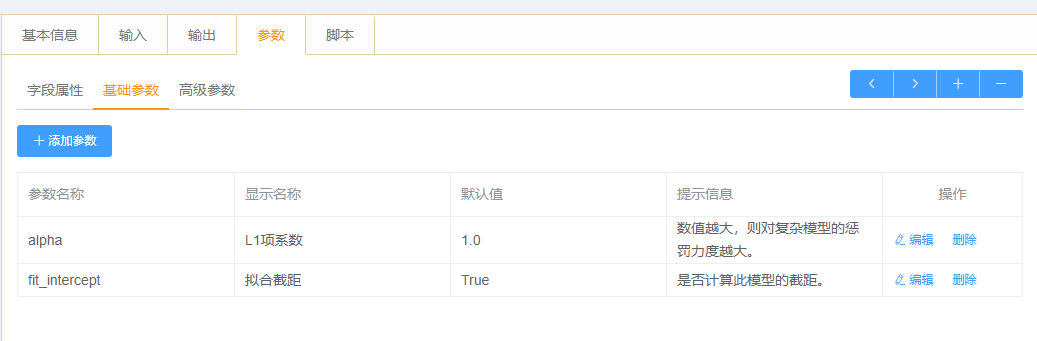 基本信息 输入 输出 参数 脚本
字段属性 基础参数 高级参数
添加参数
参数名称 显示名称 默认值 提示信息 操作
alpha L1项系数 1.0 数值越大，则对复杂模型的惩
罚力度越大。 编辑 删除
fit_intercept 拟合截距 True 是否计算此模型的截距。 编辑 删除